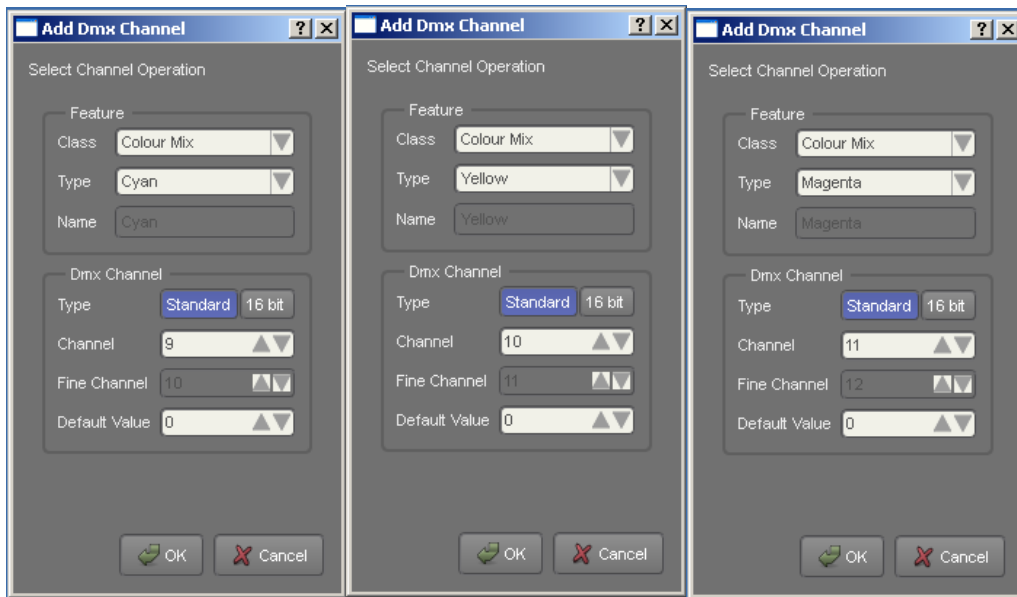 Add Dmx Channel
Select Channel Operation
Feature
Class Colour Mix
Type Cyan
Name Cyan
Dmx Channel
Type Standard 16 bit
Channel 9
Fine Channel 10
Default Value 0
OK Cancel
Add Dmx Channel
Select Channel Operation
Feature
Class Colour Mix
Type Yellow
Name Yellow
Dmx Channel
Type Standard 16 bit
Channel 10
Fine Channel 11
Default Value 0
OK Cancel
Add Dmx Channel
Select Channel Operation
Feature
Class Colour Mix
Type Magenta
Name Magenta
Dmx Channel
Type Standard 16 bit
Channel 11
Fine Channel 12
Default Value 0
OK Cancel